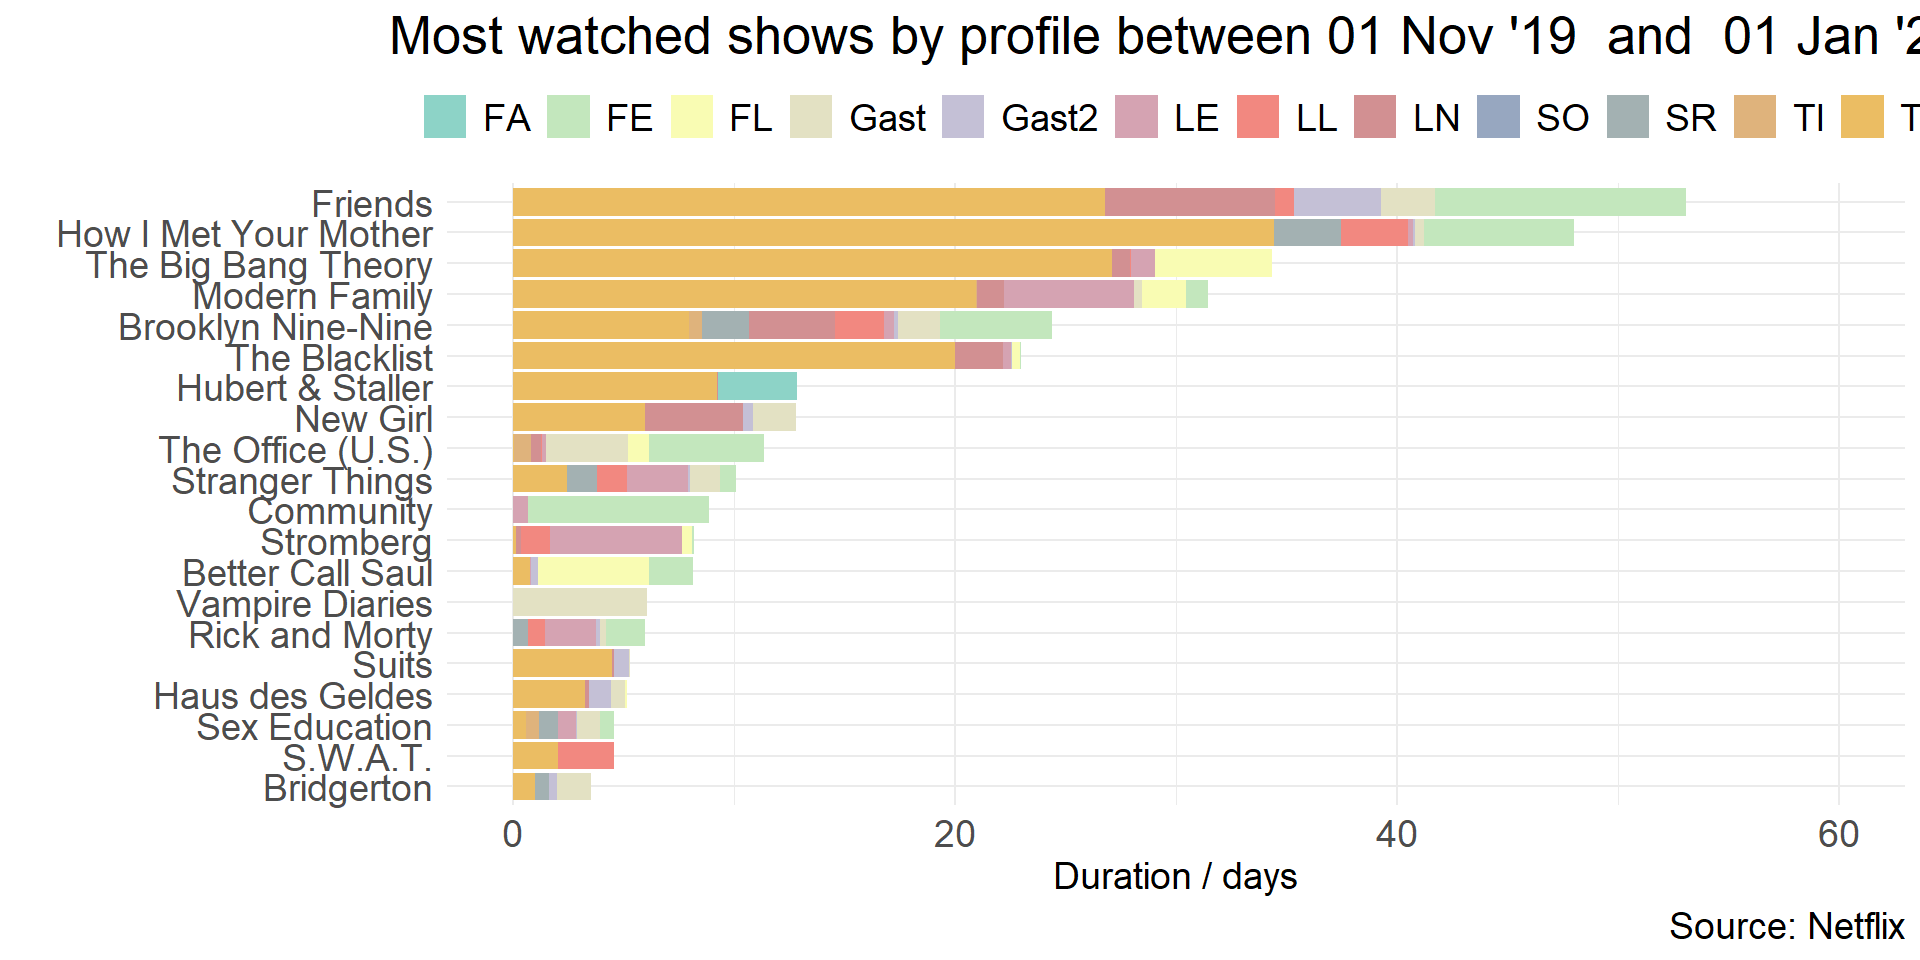 Most watched shows by profile between 01 Nov '19 and 01 Jan '2
FA FE FL Gast Gast2 LE LL LN SO SR TI T
Friends
How I Met Your Mother
The Big Bang Theory
Modern Family
Brooklyn Nine-Nine
The Blacklist
Hubert & Staller
New Girl
The Office (U.S.)
Stranger Things
Community
Stromberg
Better Call Saul
Vampire Diaries
Rick and Morty
Suits
Haus des Geldes
Sex Education
S.W.A.T.
Bridgerton
0 20 40 60
Duration / days
Source: Netflix